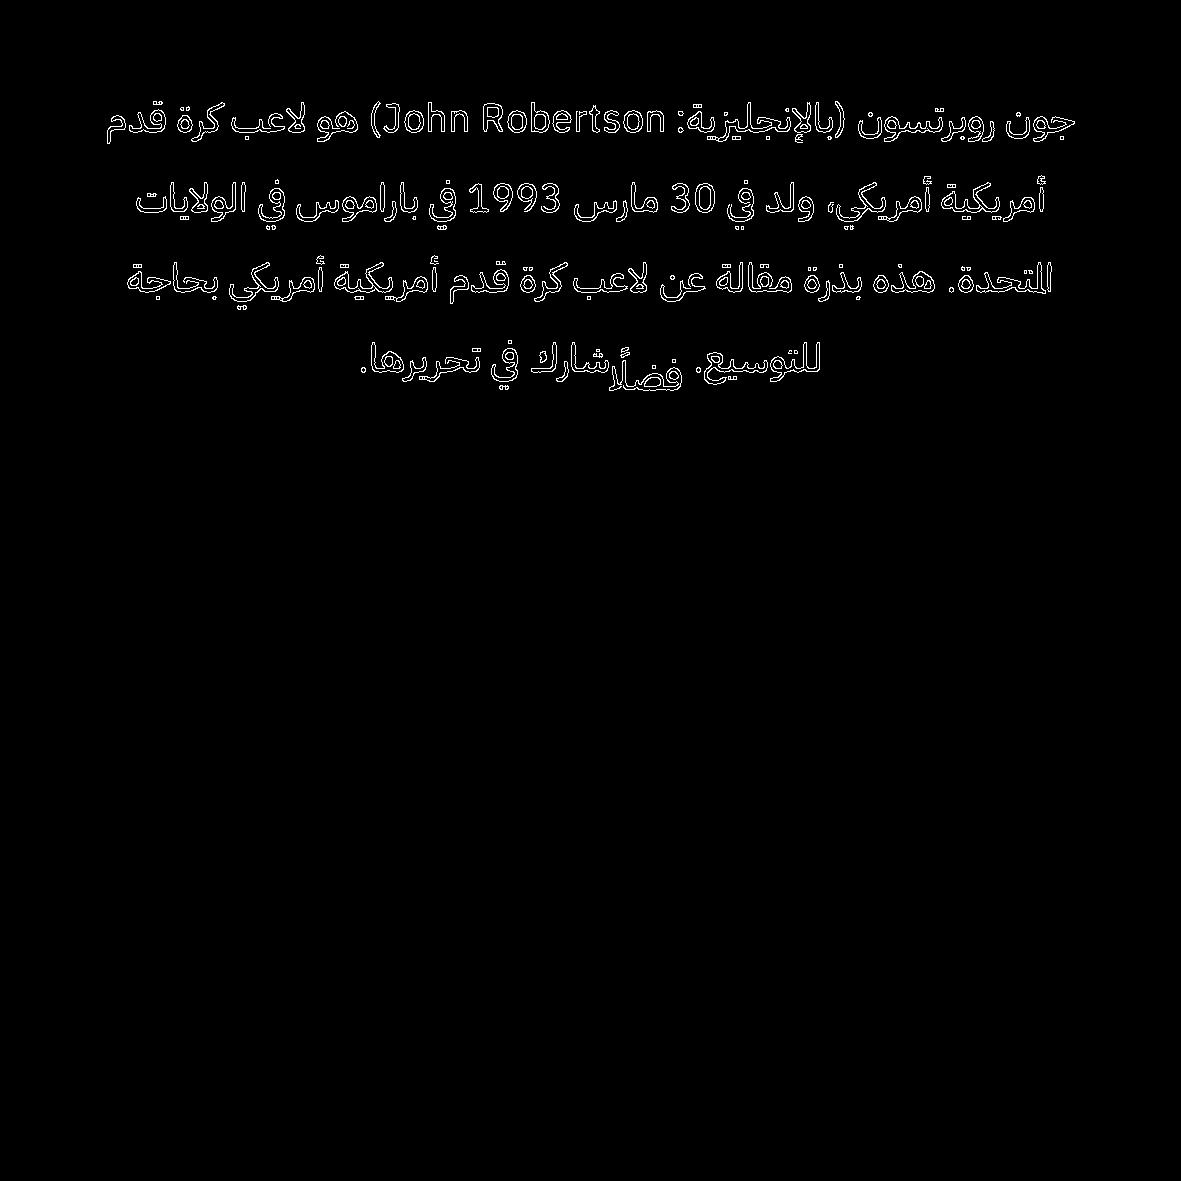 جون روبرتسون (بالإنجليزية: John Robertson) هو لاعب كرة قدم
أمريكية أمريكي، ولد في 30 مارس 1993 في باراموس في الولايات
المتحدة. هذه بذرة مقالة عن لاعب كرة قدم أمريكية أمريكي بحاجة
للتوسيع. فضلًا شارك في تحريرها.